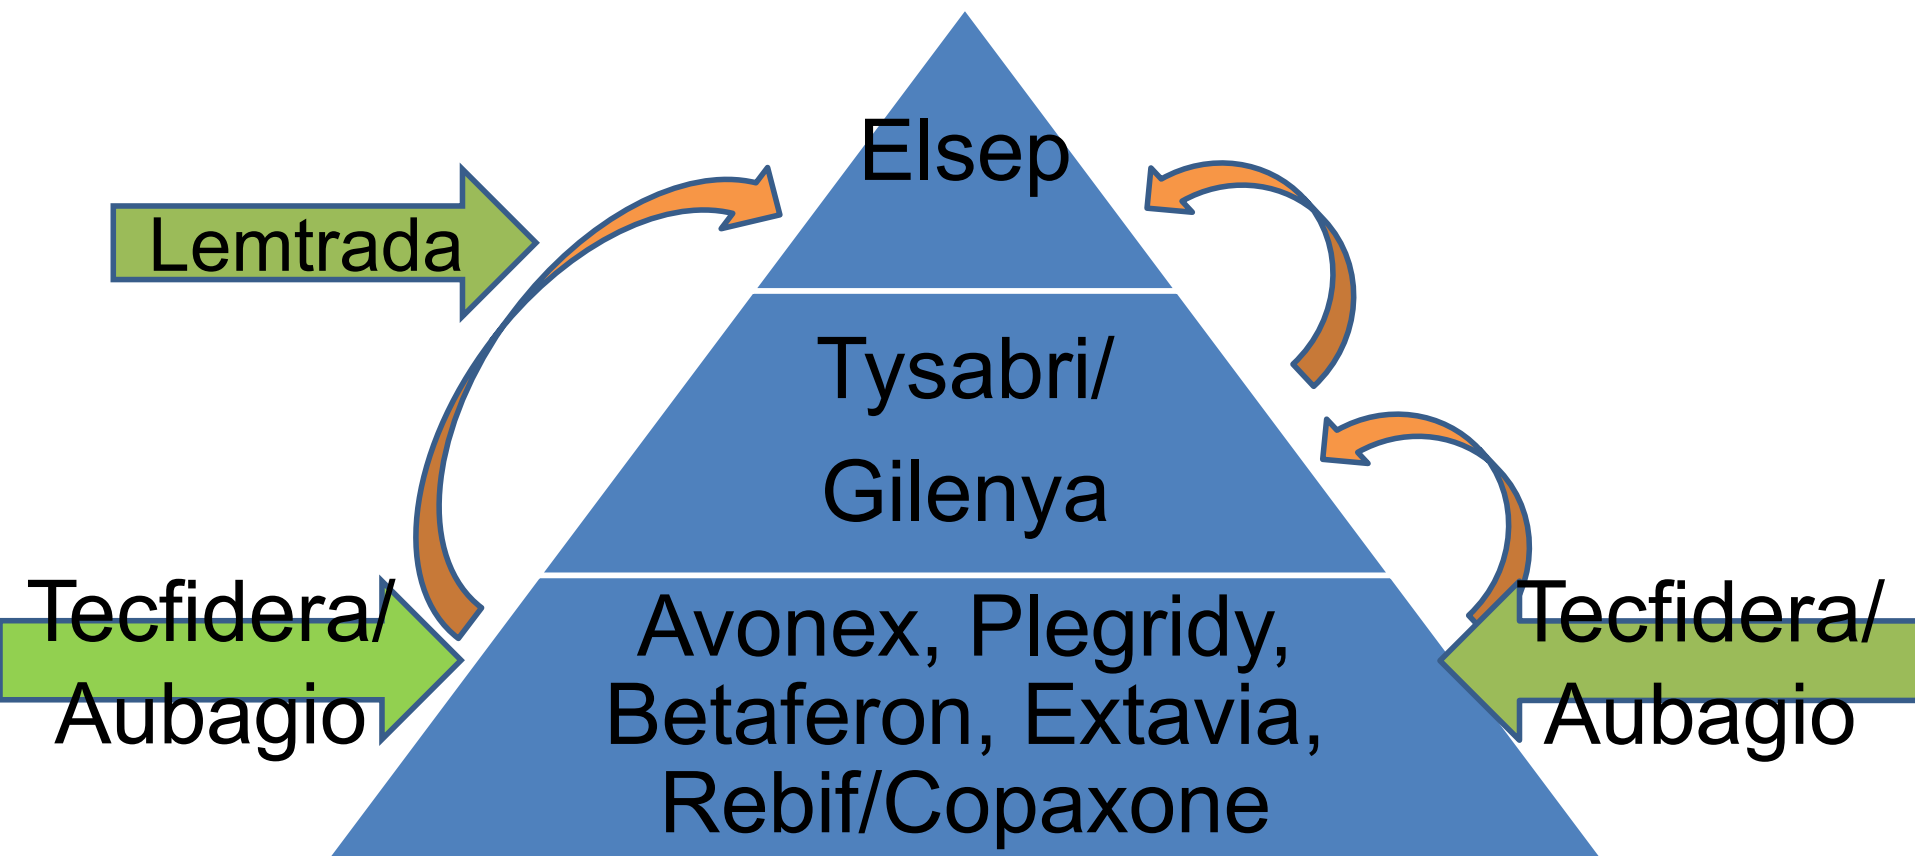 Elsep
Lemtrada
Tysabri/
Gilenya
Tecfidera/
Aubagio
Avonex, Plegridy,
Betaferon, Extavia,
Rebif/Copaxone
Tecfidera/
Aubagio